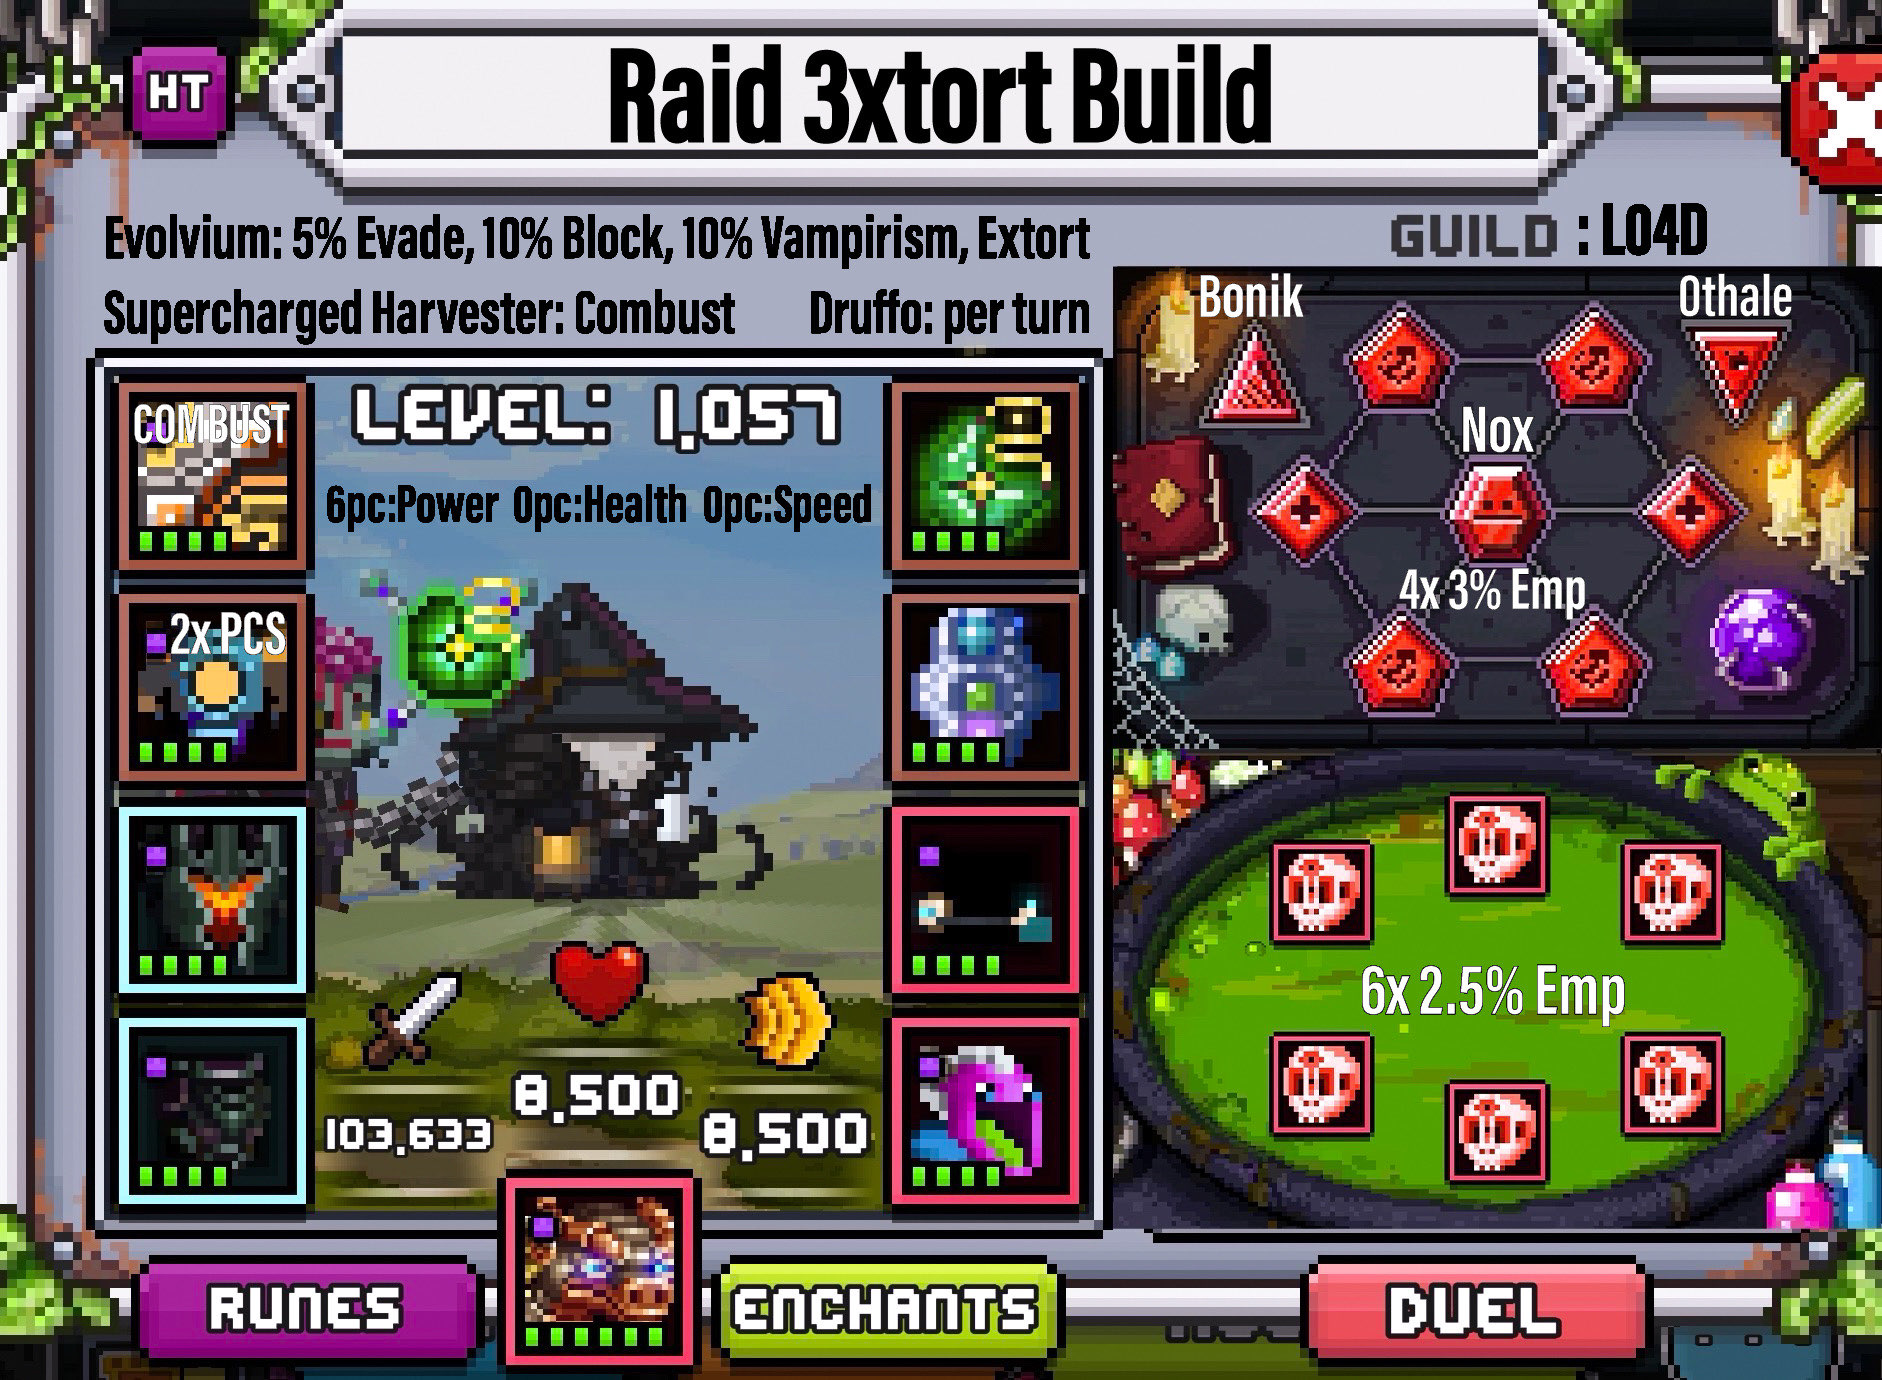 HT
Raid 3xtort Build
Evolvium: 5% Evade, 10% Block, 10% Vampirism, Extort
GUILD : L04D
Supercharged Harvester: Combust Druffo: per turn
Bonik
Othale
COMBUST
LEVEL: 1,057
Nox
6pc:Power 0pc:Health 0pc:Speed
4x 3% Emp
2x PCS
6x 2.5% Emp
8,500
103,633
8,500
RUNES
ENCHANTS
DUEL